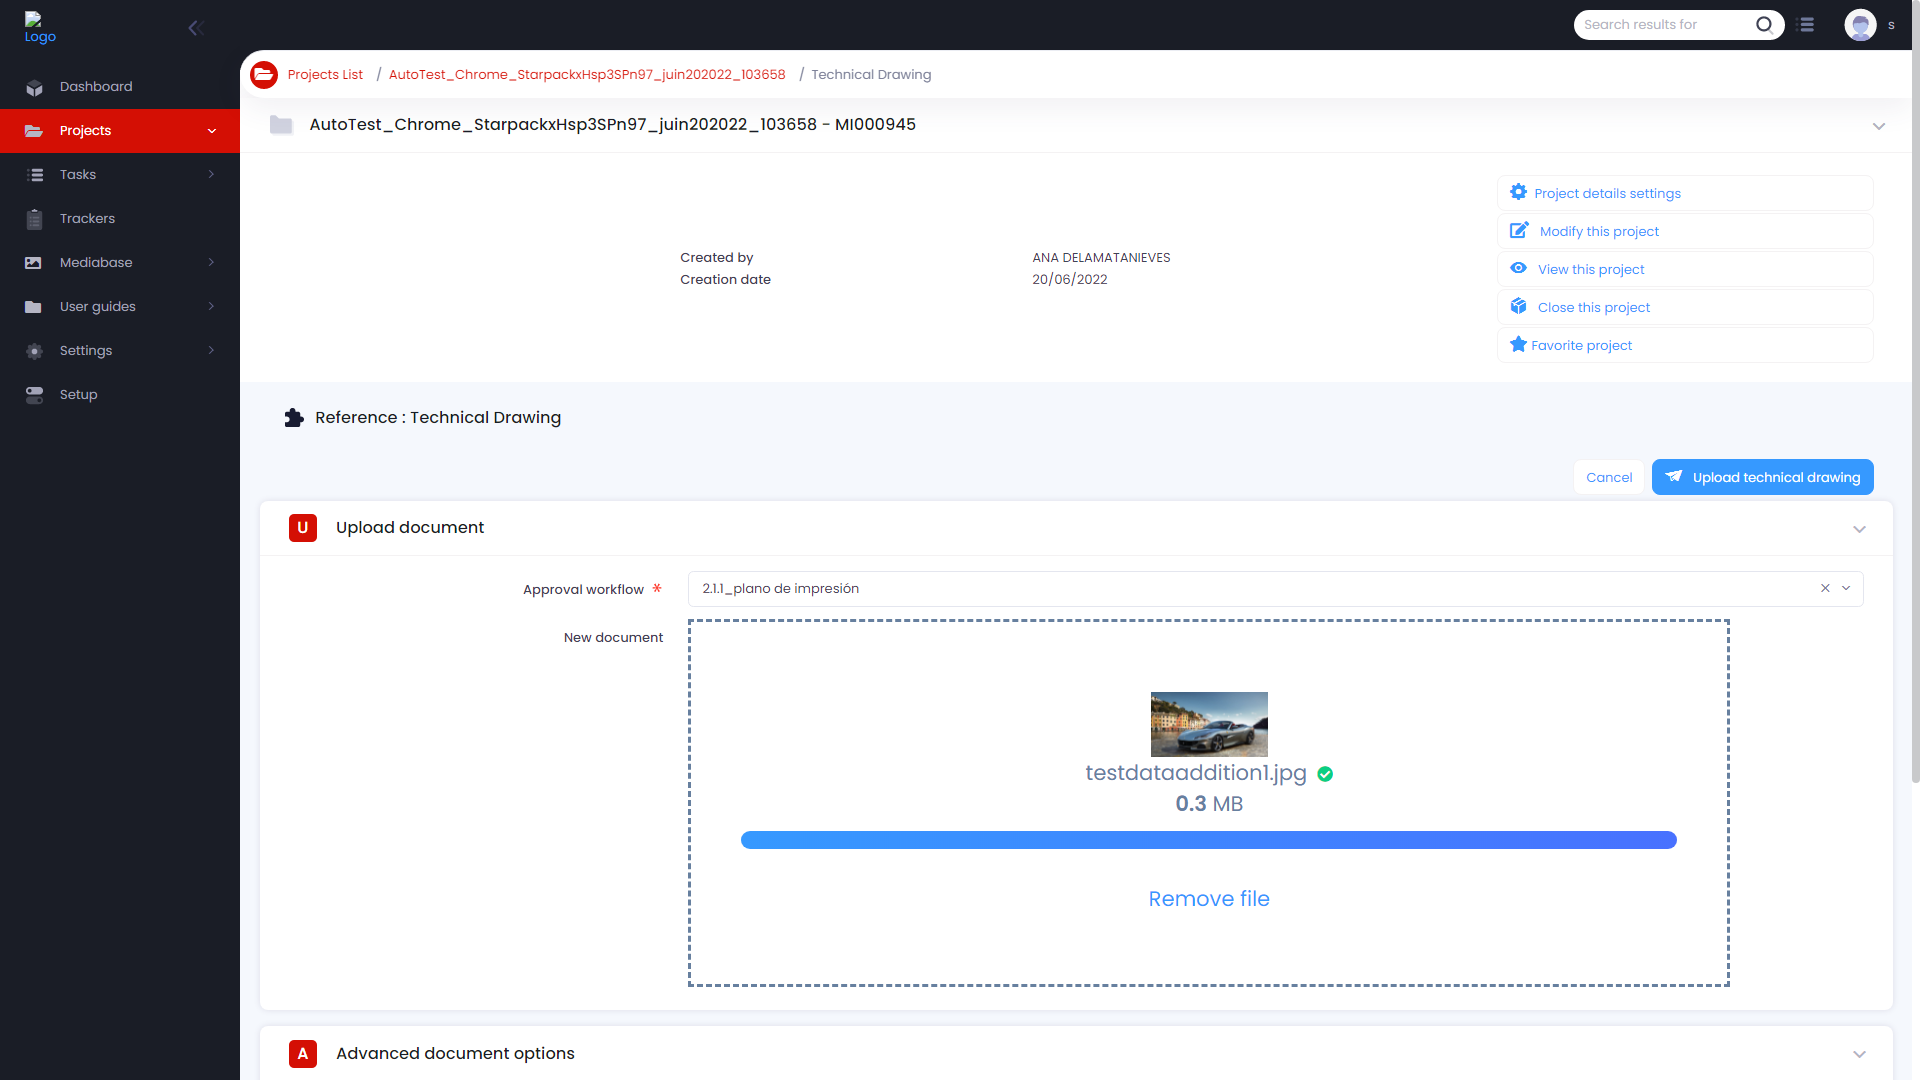 Logo
Search results for
s
Dashboard
Projects
Tasks
Trackers
Mediabase
User guides
Settings
Setup
Projects List / AutoTest_Chrome_StarpackxHsp3SPn97_juin202022_103658 / Technical Drawing
AutoTest_Chrome_StarpackxHsp3SPn97_juin202022_103658 - MI000945
Created by ANA DELAMATANIEVES
Creation date 20/06/2022
Project details settings
Modify this project
View this project
Close this project
Favorite project
Reference : Technical Drawing
Cancel
Upload technical drawing
U Upload document
Approval workflow * 2.1.1_plano de impresión
New document
testdataaddition1.jpg
0.3 MB
Remove file
A Advanced document options